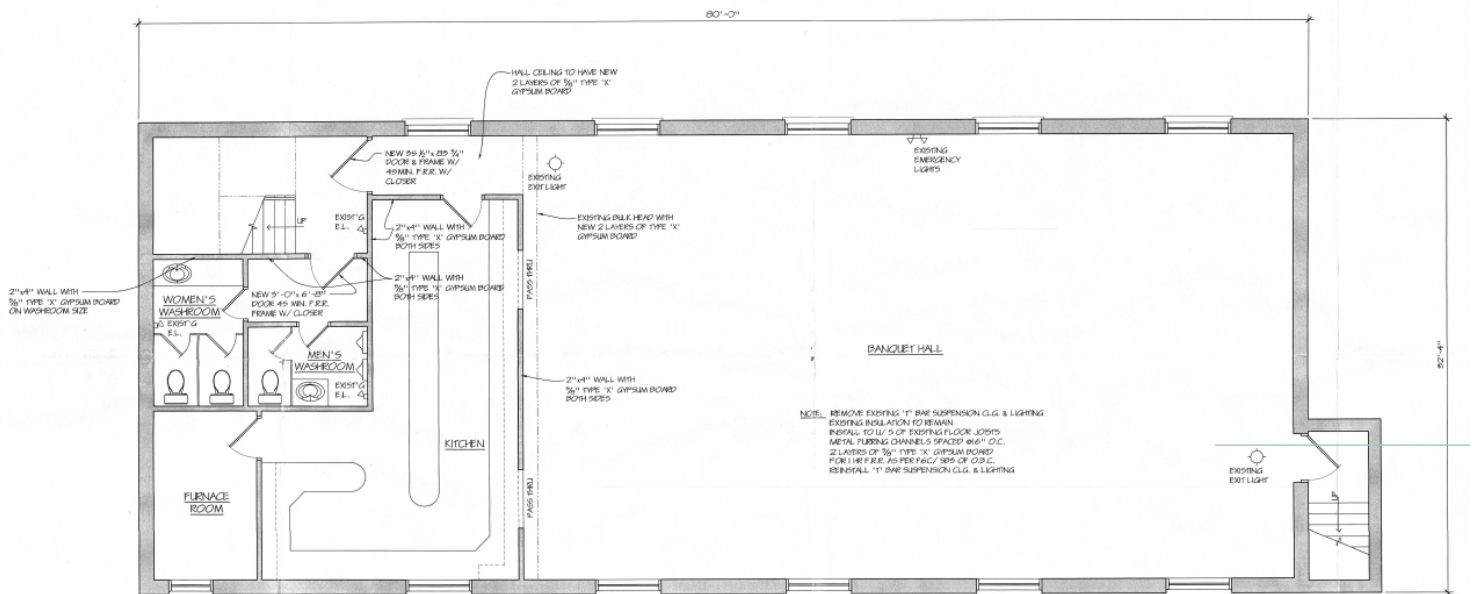 80'-0"
HALL CEILING TO HAVE NEW
2 LAYERS OF 5/8" TYPE 'X'
GYPSUM BOARD
NEW 35 1/2" x 83 3/4"
DOOR & FRAME W/
45 MIN. F.R.R. W/
CLOSER
EXISTING
EXIT LIGHT
EXISTING
EMERGENCY
LIGHTS
UP
EXIST'G
E.L.
2"x4" WALL WITH
5/8" TYPE 'X' GYPSUM BOARD
BOTH SIDES
EXISTING BULK HEAD WITH
NEW 2 LAYERS OF TYPE 'X'
GYPSUM BOARD
2"x4" WALL WITH
5/8" TYPE 'X' GYPSUM BOARD
ON WASHROOM SIZE
WOMEN'S
WASHROOM
EXIST'G
E.L.
NEW 3'-0" x 6'-8"
DOOR 45 MIN. F.R.R.
FRAME W/ CLOSER
2"x4" WALL WITH
5/8" TYPE 'X' GYPSUM BOARD
BOTH SIDES
PASS THRU
MEN'S
WASHROOM
EXIST'G
E.L.
BANQUET HALL
32'-4"
2"x4" WALL WITH
5/8" TYPE 'X' GYPSUM BOARD
BOTH SIDES
NOTE: REMOVE EXISTING 'T' BAR SUSPENSION CLG. & LIGHTING
EXISTING INSULATION TO REMAIN
INSTALL TO U/S OF EXISTING FLOOR JOISTS
METAL FURRING CHANNELS SPACED @16" O.C.
2 LAYERS OF 5/8" TYPE 'X' GYPSUM BOARD
FOR 1 HR F.R.R. AS PER
OF O.B.C.
REINSTALL 'T' BAR SUSPENSION CLG. & LIGHTING
KITCHEN
FURNACE
ROOM
PASS THRU
EXISTING
EXIT LIGHT
UP